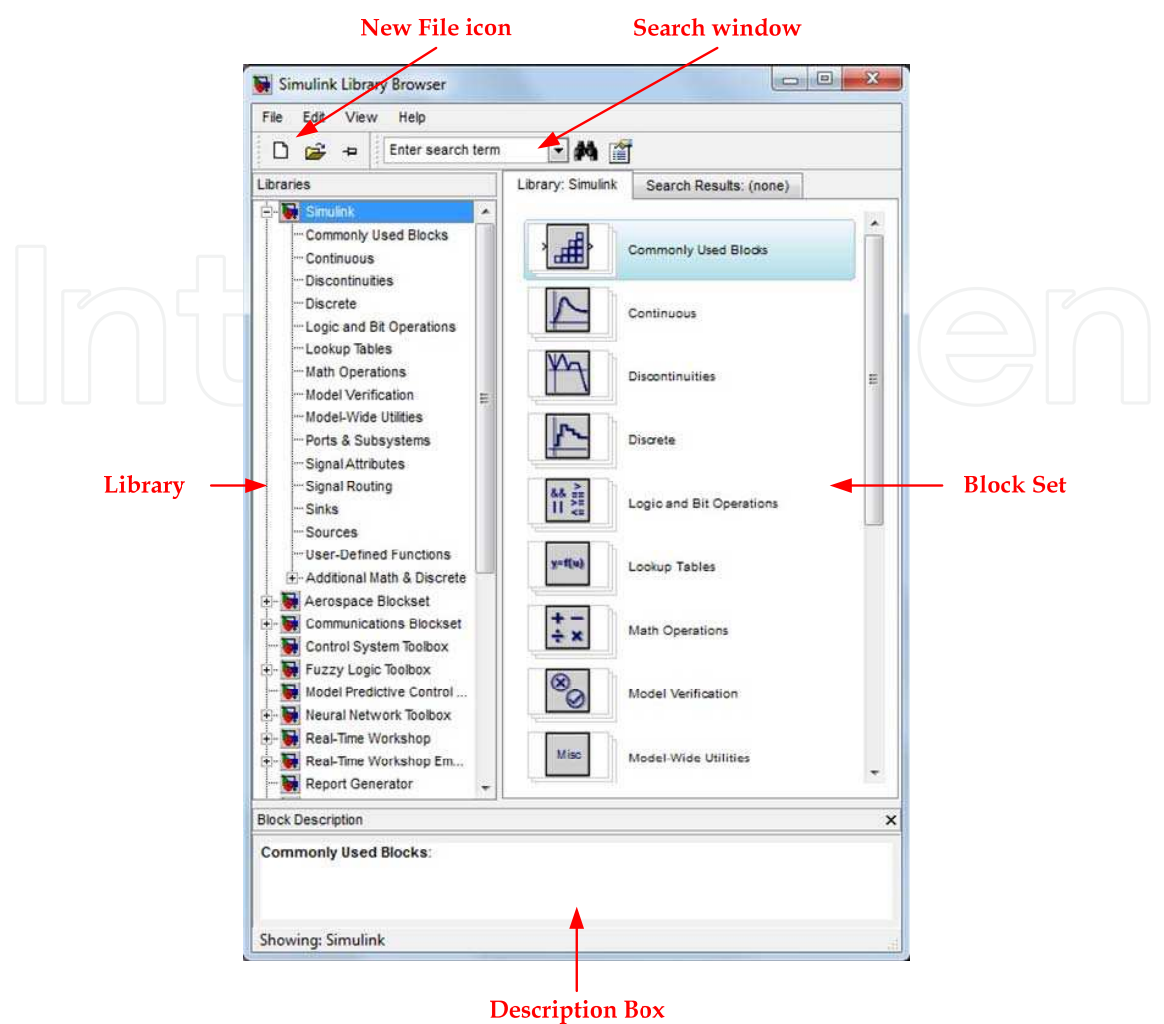 New File icon
Search window
Simulink Library Browser
File Edit View Help
Enter search term
Libraries
Library: Simulink
Search Results: (none)
Simulink
Commonly Used Blocks
Continuous
Discontinuities
Discrete
Logic and Bit Operations
Lookup Tables
Math Operations
Model Verification
Model-Wide Utilities
Ports & Subsystems
Signal Attributes
Signal Routing
Sinks
Sources
User-Defined Functions
Additional Math & Discrete
Aerospace Blockset
Communications Blockset
Control System Toolbox
Fuzzy Logic Toolbox
Model Predictive Control ...
Neural Network Toolbox
Real-Time Workshop
Real-Time Workshop Em...
Report Generator
Commonly Used Blocks
Continuous
Discontinuities
Discrete
&& > >= || >= <=
Logic and Bit Operations
y=f(u)
Lookup Tables
+ − ÷ ×
Math Operations
Model Verification
Misc
Model-Wide Utilities
Library
Block Set
Block Description
Commonly Used Blocks:
Showing: Simulink
Description Box
Int
en